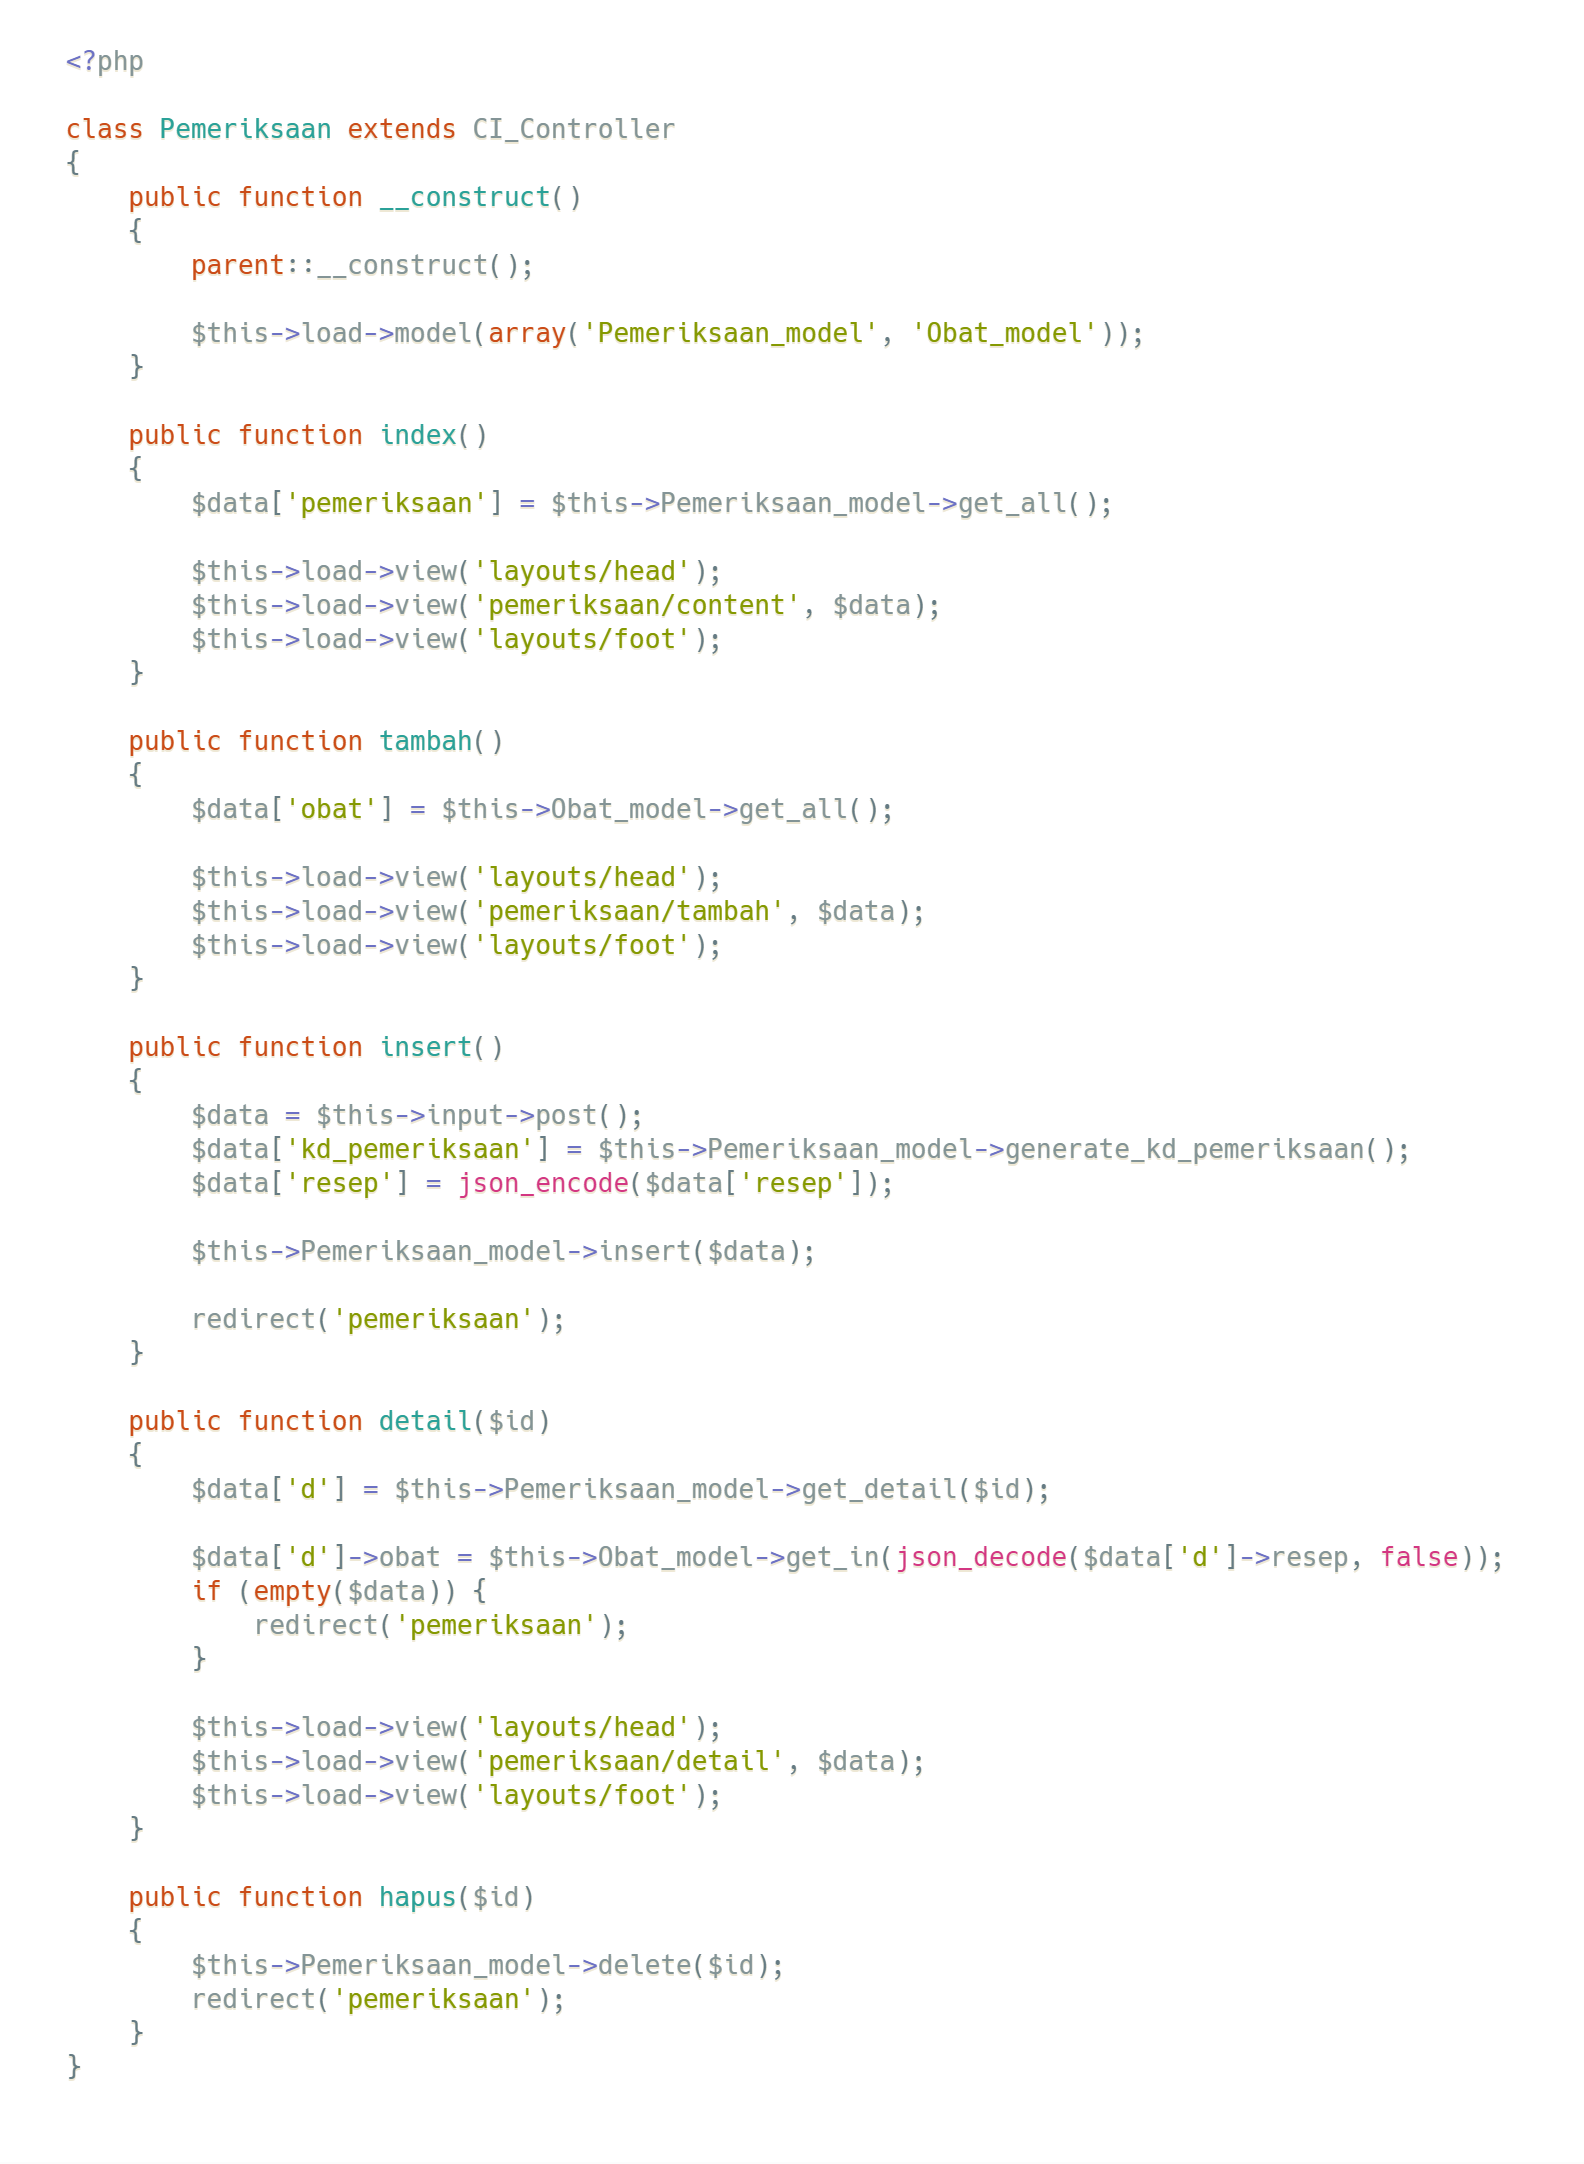 <?php

class Pemeriksaan extends CI_Controller
{
    public function __construct()
    {
        parent::__construct();

        $this->load->model(array('Pemeriksaan_model', 'Obat_model'));
    }

    public function index()
    {
        $data['pemeriksaan'] = $this->Pemeriksaan_model->get_all();

        $this->load->view('layouts/head');
        $this->load->view('pemeriksaan/content', $data);
        $this->load->view('layouts/foot');
    }

    public function tambah()
    {
        $data['obat'] = $this->Obat_model->get_all();

        $this->load->view('layouts/head');
        $this->load->view('pemeriksaan/tambah', $data);
        $this->load->view('layouts/foot');
    }

    public function insert()
    {
        $data = $this->input->post();
        $data['kd_pemeriksaan'] = $this->Pemeriksaan_model->generate_kd_pemeriksaan();
        $data['resep'] = json_encode($data['resep']);

        $this->Pemeriksaan_model->insert($data);

        redirect('pemeriksaan');
    }

    public function detail($id)
    {
        $data['d'] = $this->Pemeriksaan_model->get_detail($id);

        $data['d']->obat = $this->Obat_model->get_in(json_decode($data['d']->resep, false));
        if (empty($data)) {
            redirect('pemeriksaan');
        }

        $this->load->view('layouts/head');
        $this->load->view('pemeriksaan/detail', $data);
        $this->load->view('layouts/foot');
    }

    public function hapus($id)
    {
        $this->Pemeriksaan_model->delete($id);
        redirect('pemeriksaan');
    }
}